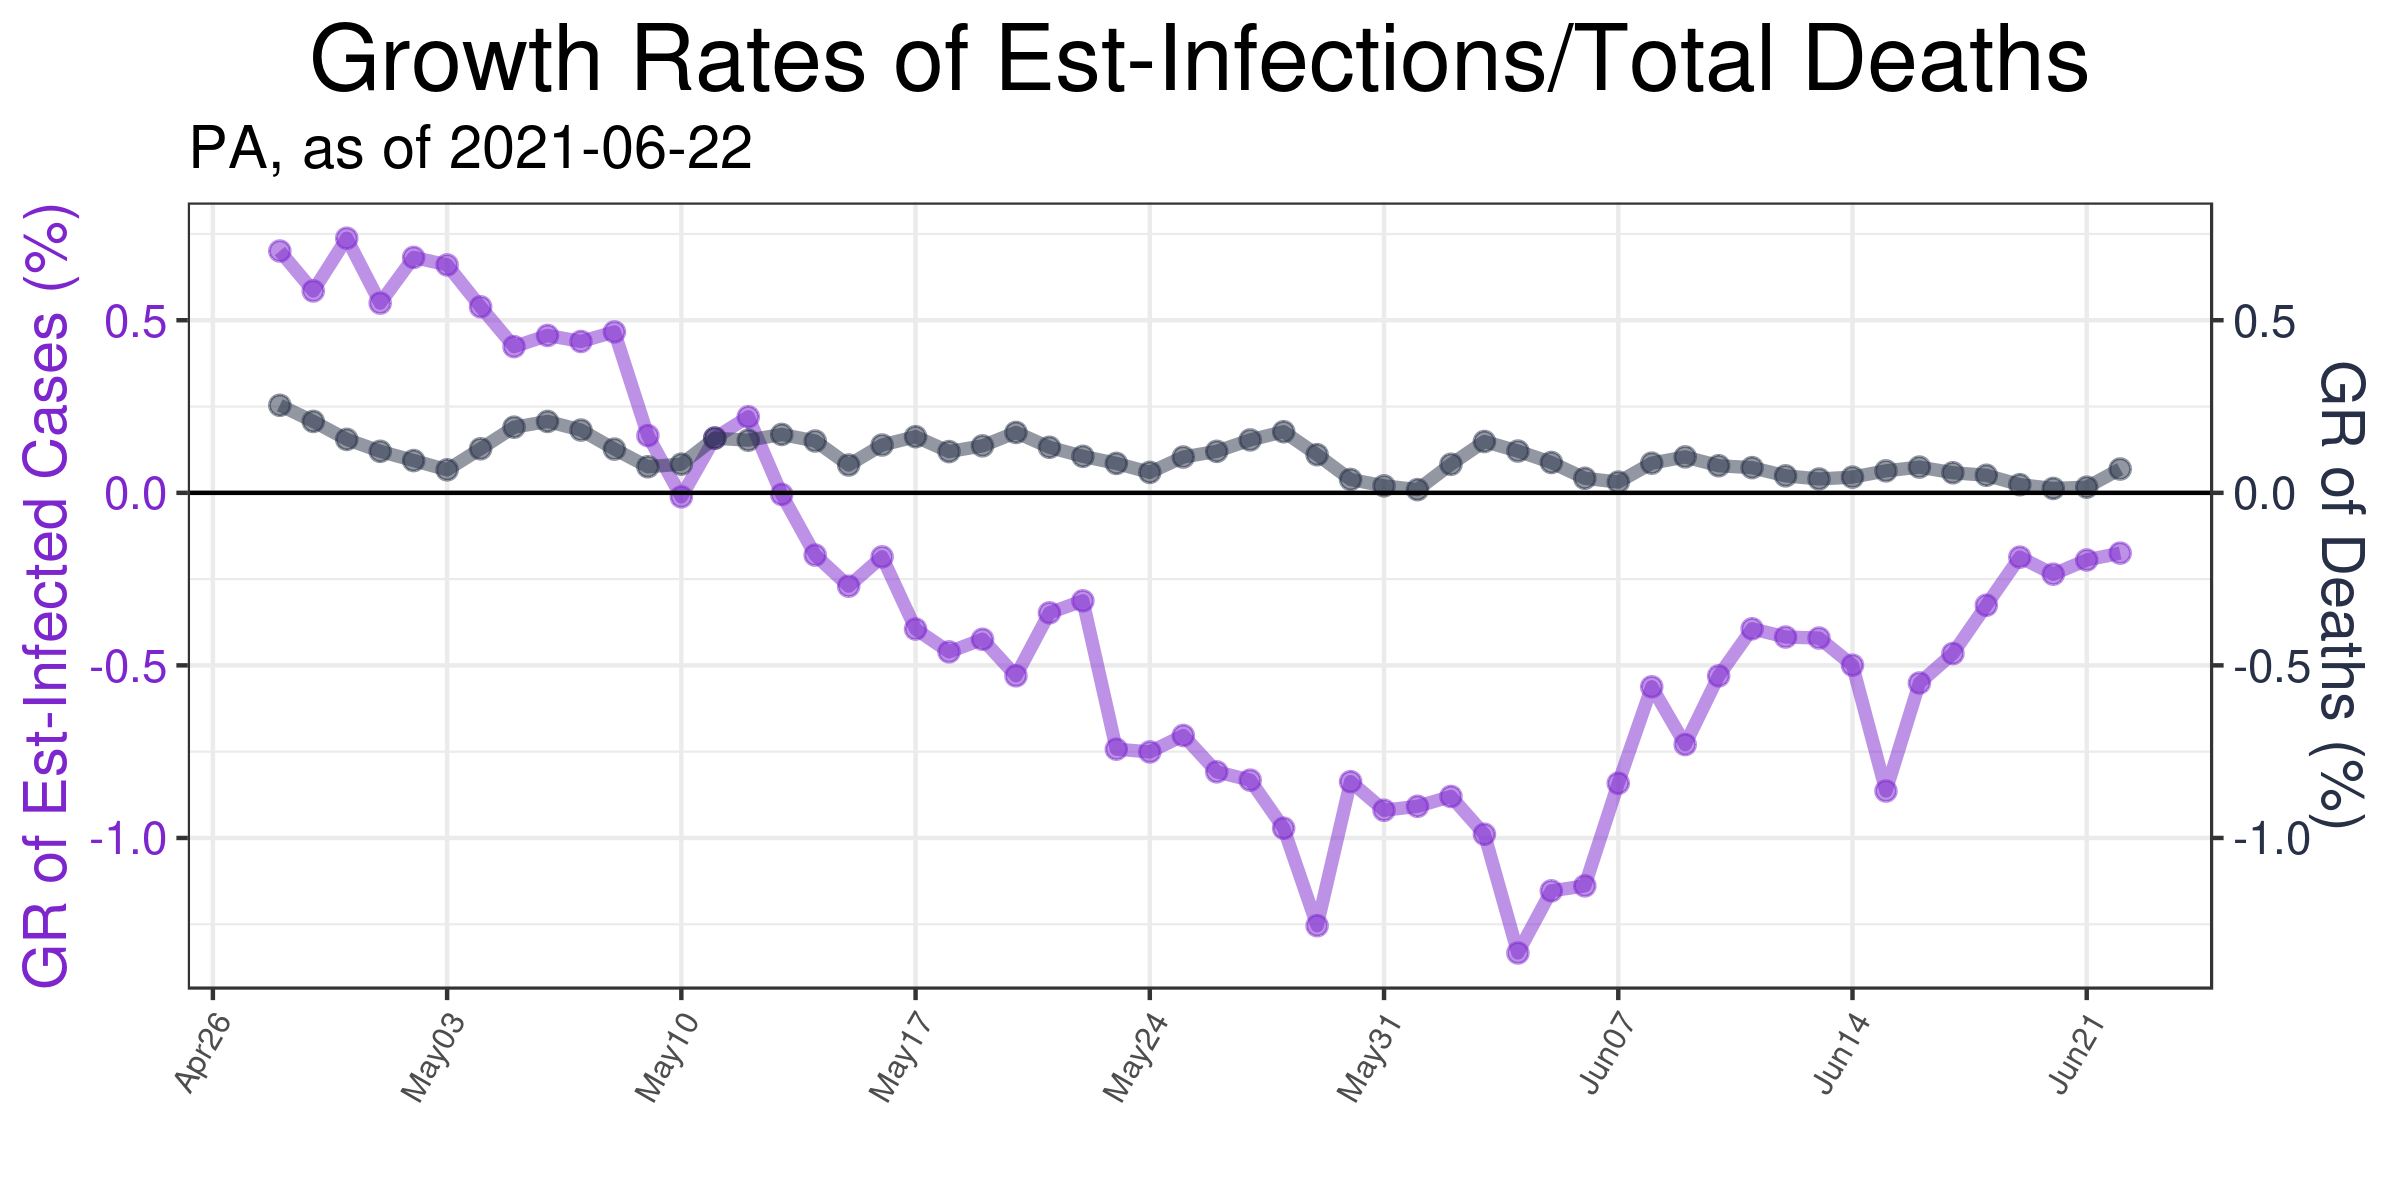 Growth Rates of Est-Infections/Total Deaths
PA, as of 2021-06-22
GR of Est-Infected Cases (%)
0.5
0.0
-0.5
-1.0
0.5
0.0
-0.5
-1.0
GR of Deaths (%)
Apr26
May03
May10
May17
May24
May31
Jun07
Jun14
Jun21